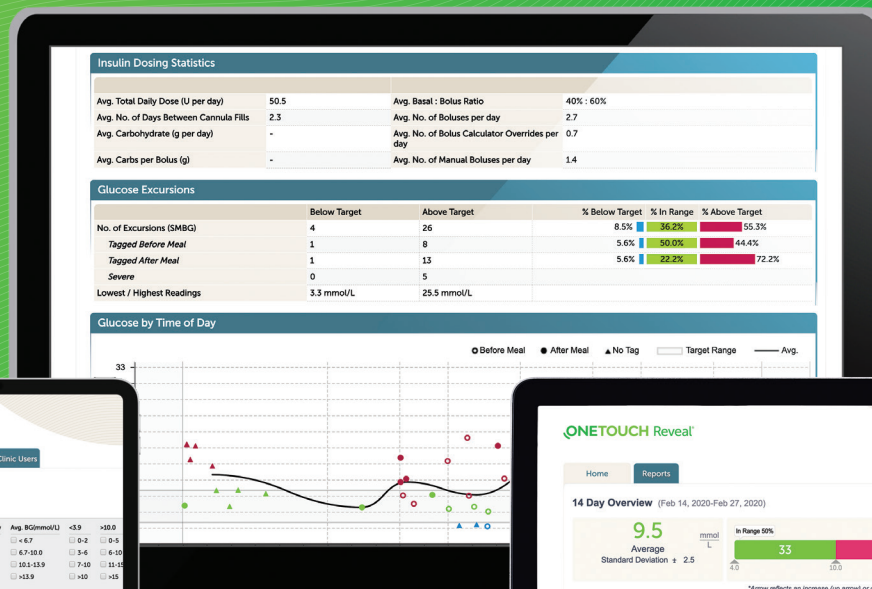 Insulin Dosing Statistics
Avg. Total Daily Dose (U per day) 50.5 Avg. Basal : Bolus Ratio 40% : 60%
Avg. No. of Days Between Cannula Fills 2.3 Avg. No. of Boluses per day 2.7
Avg. Carbohydrate (g per day) - Avg. No. of Bolus Calculator Overrides per day 0.7
Avg. Carbs per Bolus (g) - Avg. No. of Manual Boluses per day 1.4
Glucose Excursions
Below Target Above Target % Below Target % In Range % Above Target
No. of Excursions (SMBG) 4 26 8.5% 36.2% 55.3%
Tagged Before Meal 1 8 5.6% 50.0% 44.4%
Tagged After Meal 1 13 5.6% 22.2% 72.2%
Severe 0 5
Lowest / Highest Readings 3.3 mmol/L 25.5 mmol/L
Glucose by Time of Day
Before Meal After Meal No Tag Target Range Avg.
33
Clinic Users
Avg. BG(mmol/L) <3.9 >10.0
< 6.7 0-2 0-5
6.7-10.0 3-6 6-10
10.1-13.9 7-10 11-15
>13.9 >10 >15
ONETOUCH Reveal
Home Reports
14 Day Overview (Feb 14, 2020-Feb 27, 2020)
9.5 mmol L
Average
Standard Deviation ± 2.5
In Range 50%
33
4.0 10.0
*Arrow reflects an increase (up arrow) or